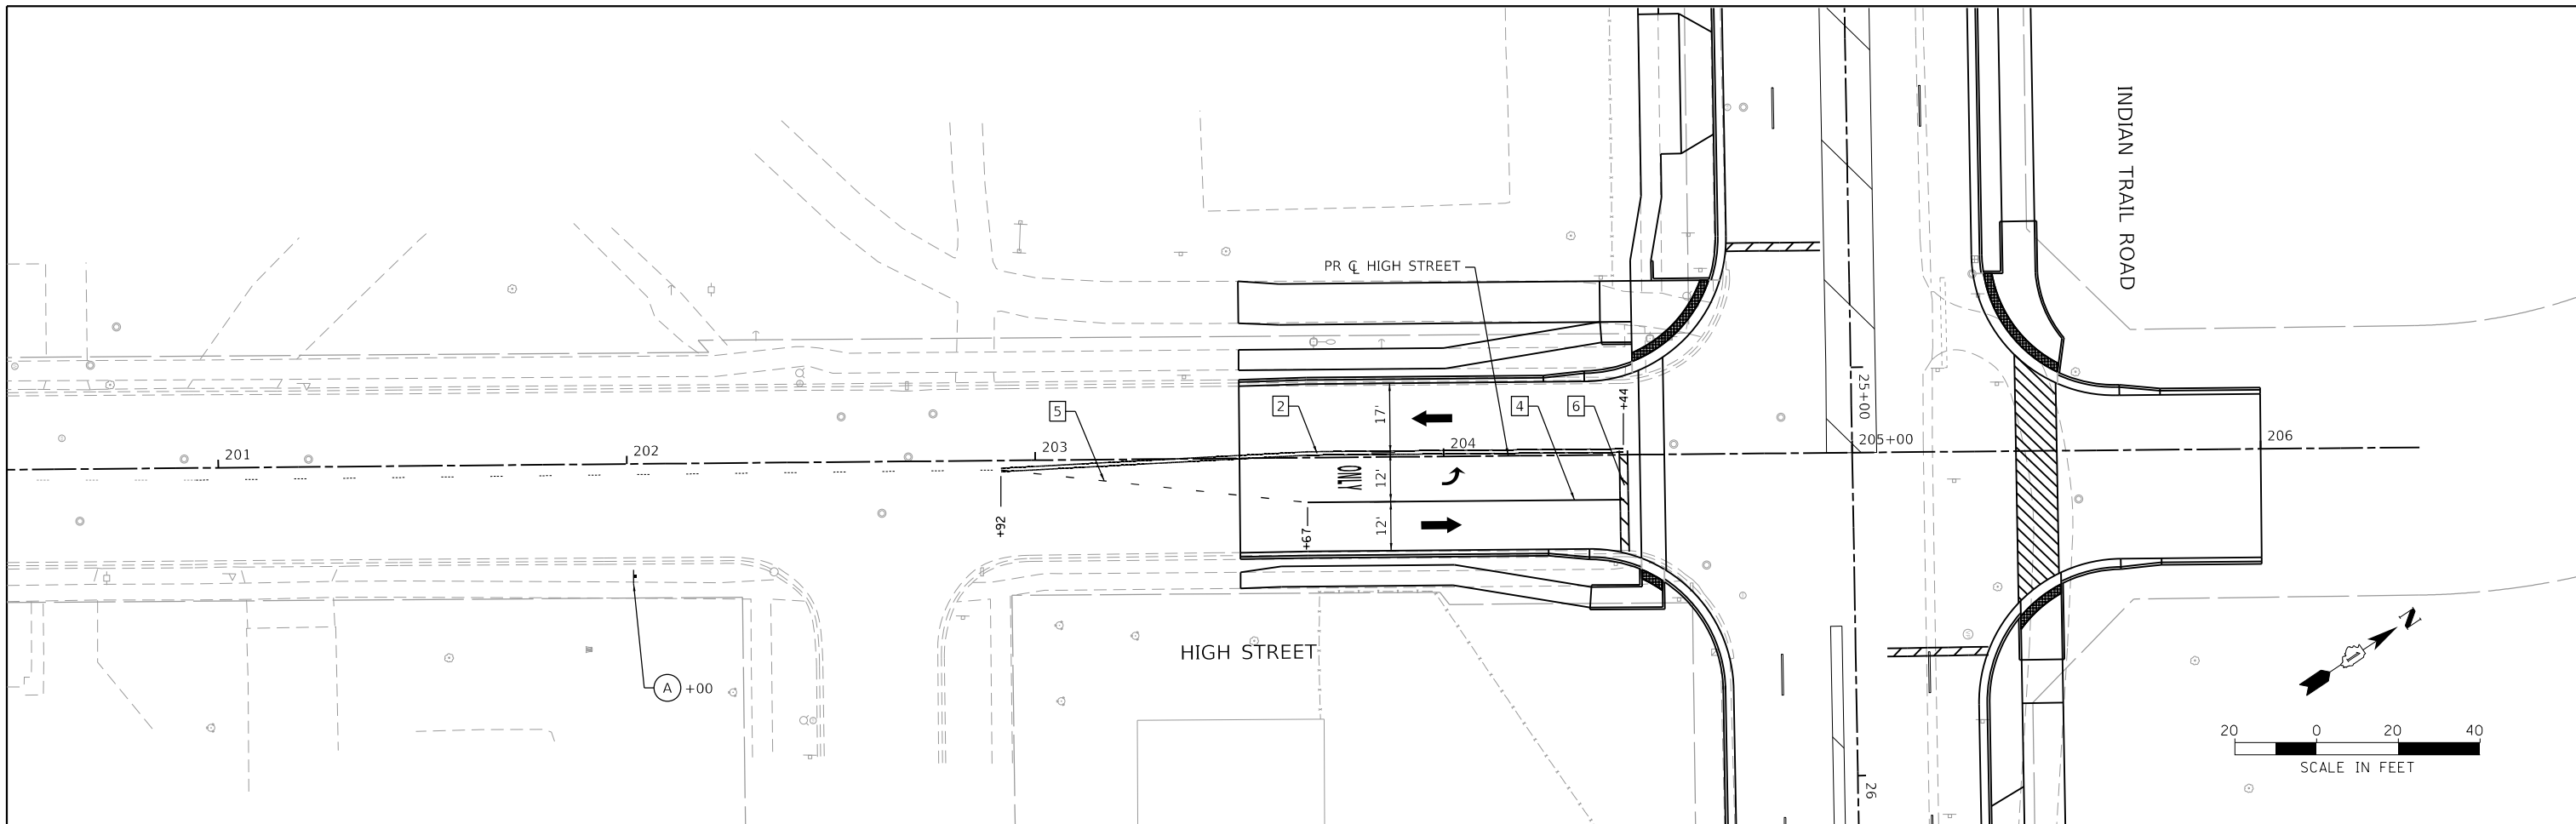 INDIAN TRAIL ROAD
PR ℄ HIGH STREET
5
2
4
6
+44
17'
25+00
201
202
203
204
205+00
206
ONLY
12'
+92
+67
12'
HIGH STREET
A +00
N
20 0 20 40
SCALE IN FEET
26